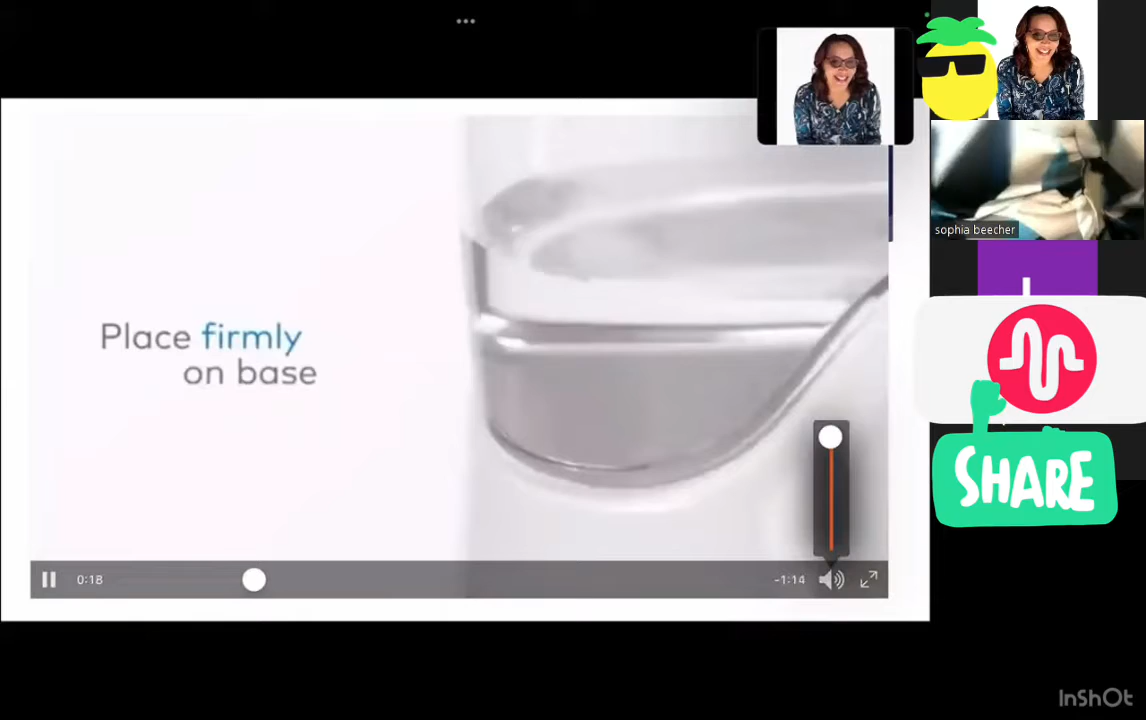 Place firmly
on base
0:18
-1:14
sophia beecher
L
SHARE
InShOt